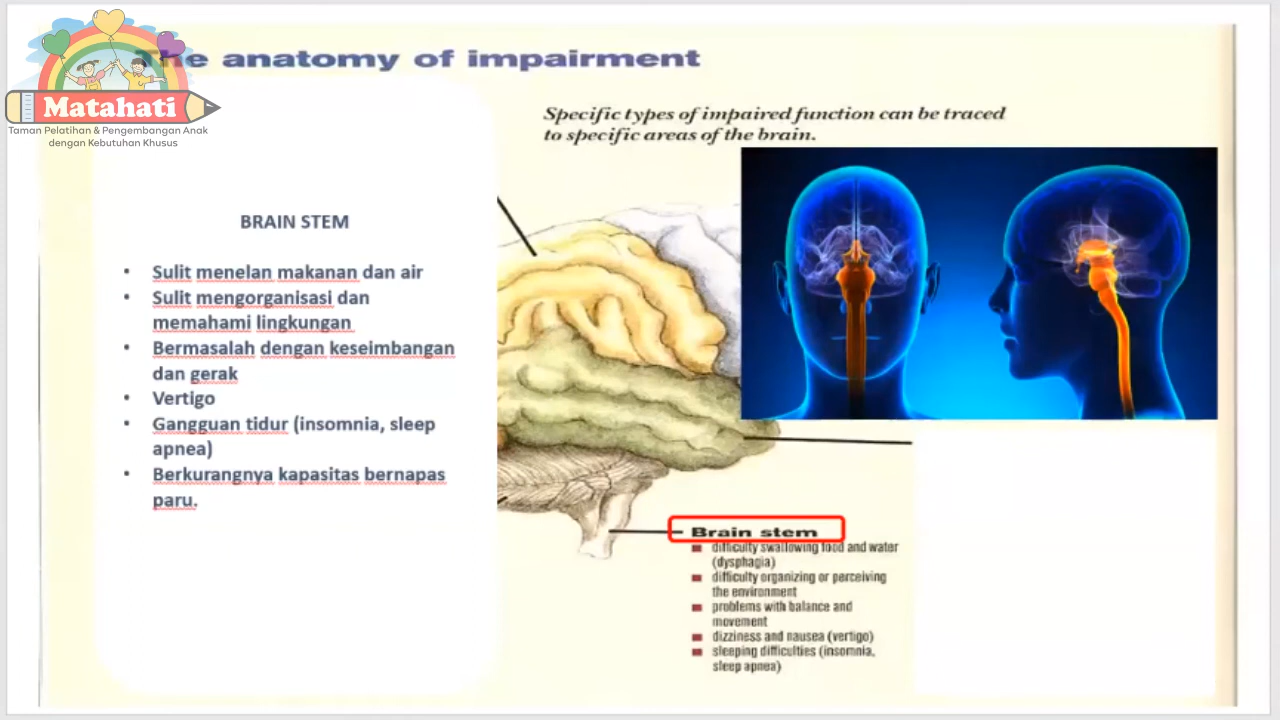 The anatomy of impairment
Matahati
Taman Pelatihan & Pengembangan Anak
dengan Kebutuhan Khusus
Specific types of impaired function can be traced
to specific areas of the brain.
BRAIN STEM
• Sulit menelan makanan dan air
• Sulit mengorganisasi dan
memahami lingkungan
• Bermasalah dengan keseimbangan
dan gerak
• Vertigo
• Gangguan tidur (insomnia, sleep
apnea)
• Berkurangnya kapasitas bernapas
paru.
Brain stem
difficulty swallowing food and water
(dysphagia)
difficulty organizing or perceiving
the environment
problems with balance and
movement
dizziness and nausea (vertigo)
sleeping difficulties (insomnia,
sleep apnea)